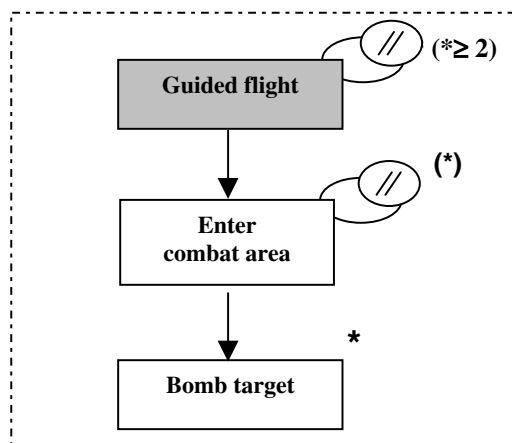 // (*≥ 2)
Guided flight
// (*)
Enter
combat area
*
Bomb target